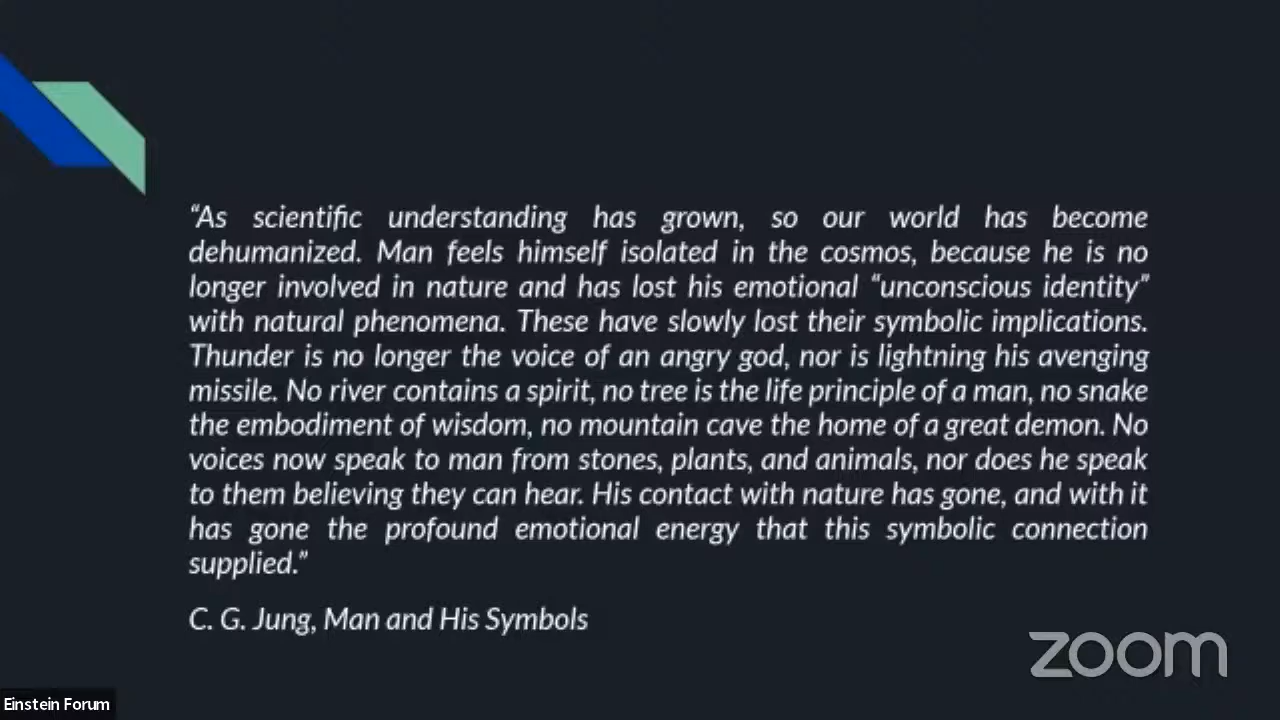 “As scientific understanding has grown, so our world has become
dehumanized. Man feels himself isolated in the cosmos, because he is no
longer involved in nature and has lost his emotional “unconscious identity”
with natural phenomena. These have slowly lost their symbolic implications.
Thunder is no longer the voice of an angry god, nor is lightning his avenging
missile. No river contains a spirit, no tree is the life principle of a man, no snake
the embodiment of wisdom, no mountain cave the home of a great demon. No
voices now speak to man from stones, plants, and animals, nor does he speak
to them believing they can hear. His contact with nature has gone, and with it
has gone the profound emotional energy that this symbolic connection
supplied.”
C. G. Jung, Man and His Symbols
zoom
Einstein Forum